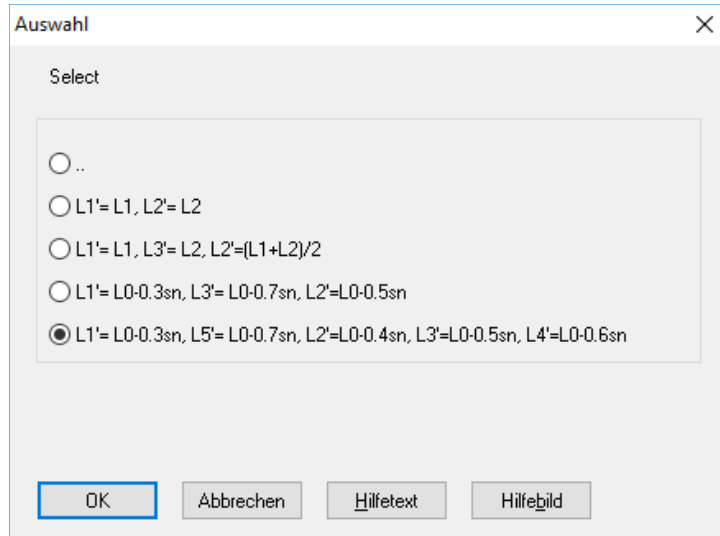 Auswahl
Select
..
L1'= L1, L2'= L2
L1'= L1, L3'= L2, L2'=(L1+L2)/2
L1'= L0-0.3sn, L3'= L0-0.7sn, L2'=L0-0.5sn
L1'= L0-0.3sn, L5'= L0-0.7sn, L2'=L0-0.4sn, L3'=L0-0.5sn, L4'=L0-0.6sn
OK Abbrechen Hilfetext Hilfebild